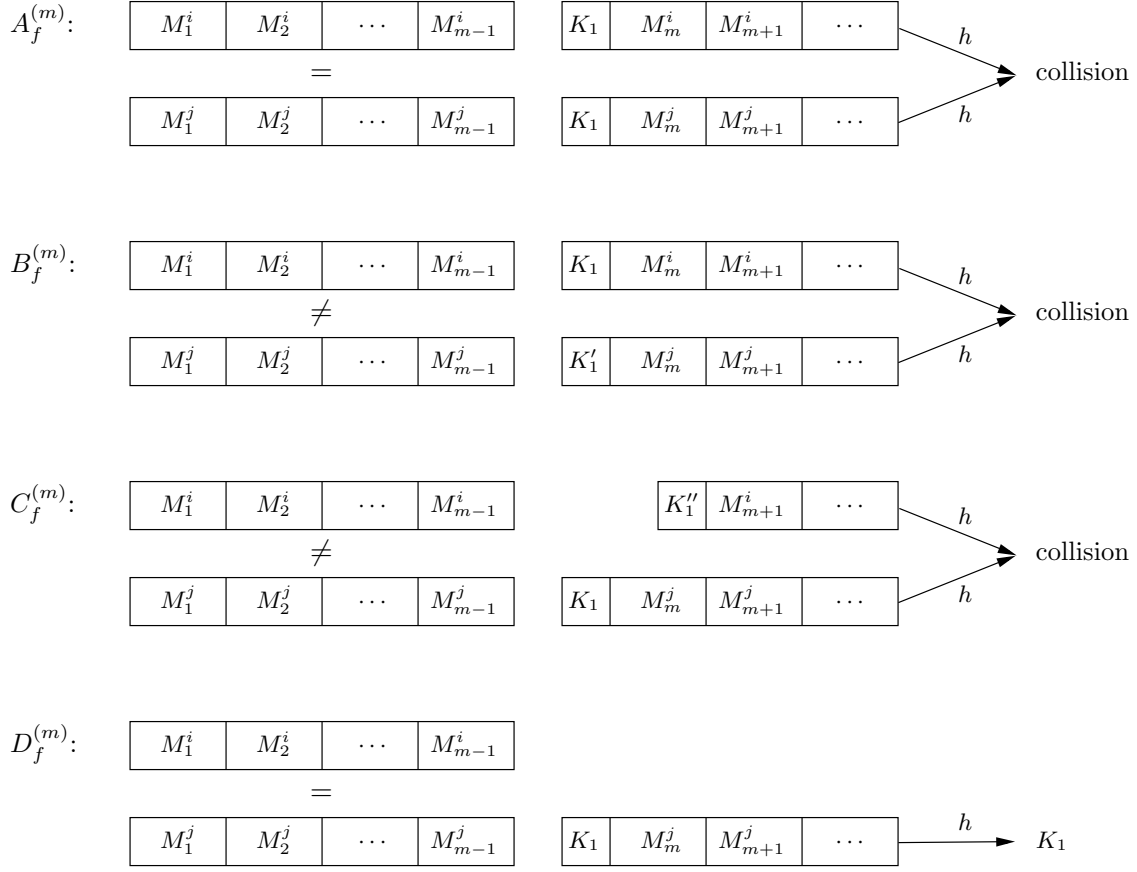 $A_f^{(m)}$: $M_1^i$ $M_2^i$ ⋯ $M_{m-1}^i$ $K_1$ $M_m^i$ $M_{m+1}^i$ ⋯ $h$
= collision
$M_1^j$ $M_2^j$ ⋯ $M_{m-1}^j$ $K_1$ $M_m^j$ $M_{m+1}^j$ ⋯ $h$
$B_f^{(m)}$: $M_1^i$ $M_2^i$ ⋯ $M_{m-1}^i$ $K_1$ $M_m^i$ $M_{m+1}^i$ ⋯ $h$
≠ collision
$M_1^j$ $M_2^j$ ⋯ $M_{m-1}^j$ $K_1'$ $M_m^j$ $M_{m+1}^j$ ⋯ $h$
$C_f^{(m)}$: $M_1^i$ $M_2^i$ ⋯ $M_{m-1}^i$ $K_1''$ $M_{m+1}^i$ ⋯ $h$
≠ collision
$M_1^j$ $M_2^j$ ⋯ $M_{m-1}^j$ $K_1$ $M_m^j$ $M_{m+1}^j$ ⋯ $h$
$D_f^{(m)}$: $M_1^i$ $M_2^i$ ⋯ $M_{m-1}^i$
=
$M_1^j$ $M_2^j$ ⋯ $M_{m-1}^j$ $K_1$ $M_m^j$ $M_{m+1}^j$ ⋯ $h$ $K_1$